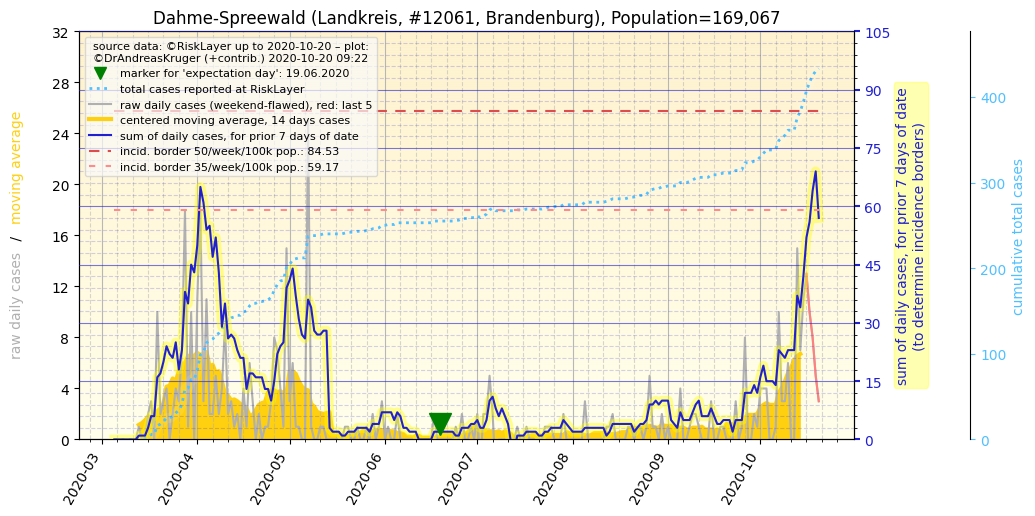 Dahme-Spreewald (Landkreis, #12061, Brandenburg), Population=169,067
source data: ©RiskLayer up to 2020-10-20 – plot:
©DrAndreasKruger (+contrib.) 2020-10-20 09:22
marker for 'expectation day': 19.06.2020
total cases reported at RiskLayer
raw daily cases (weekend-flawed), red: last 5
centered moving average, 14 days cases
sum of daily cases, for prior 7 days of date
incid. border 50/week/100k pop.: 84.53
incid. border 35/week/100k pop.: 59.17
raw daily cases / moving average
32
28
24
20
16
12
8
4
0
2020-03
2020-04
2020-05
2020-06
2020-07
2020-08
2020-09
2020-10
105
90
75
60
45
30
15
0
sum of daily cases, for prior 7 days of date
(to determine incidence borders)
400
300
200
100
0
cumulative total cases